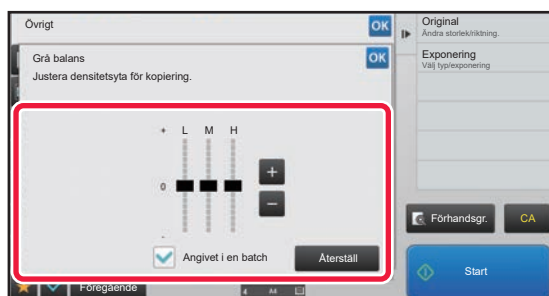 Övrigt
OK
Grå balans
OK
Justera densitetsyta för kopiering.
+ L M H
+
0
−
-
Angivet i en batch
Återställ
Föregående
4 A4
Original
Ändra storlek/riktning.
Exponering
Välj typ/exponering
Förhandsgr.
CA
Start